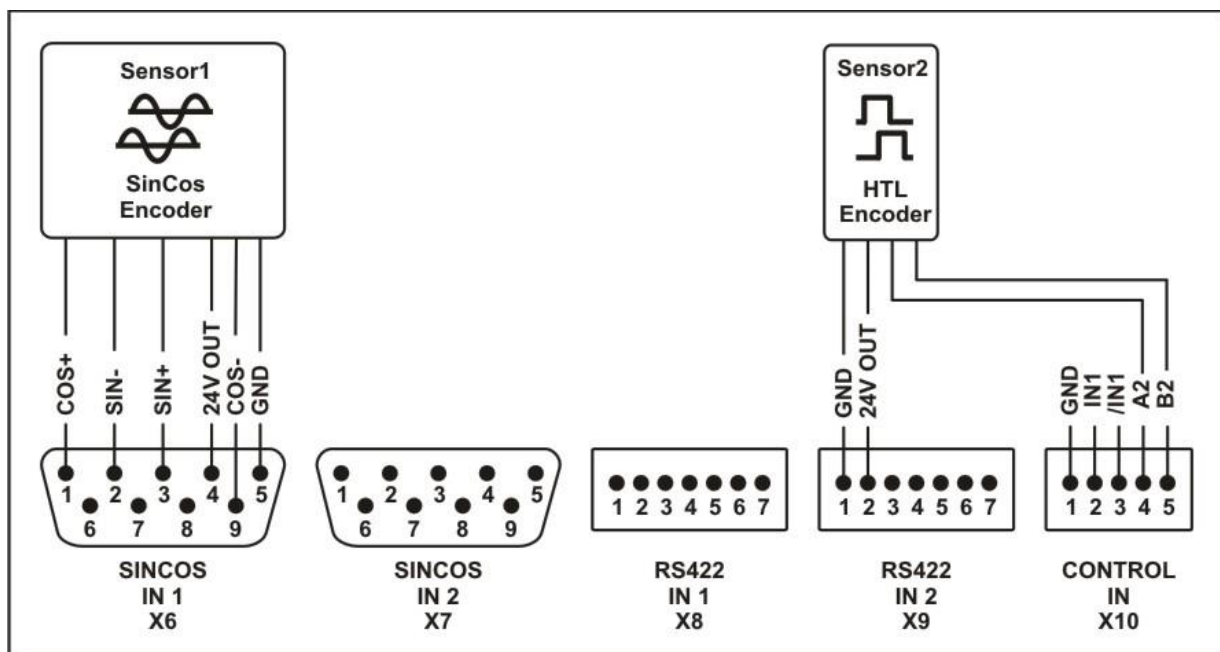 Sensor1
SinCos
Encoder
Sensor2
HTL
Encoder
COS+
SIN-
SIN+
24V OUT
COS-
GND
GND
24V OUT
GND
IN1
/IN1
A2
B2
1 2 3 4 5
6 7 8 9
1 2 3 4 5
6 7 8 9
1 2 3 4 5 6 7
1 2 3 4 5 6 7
1 2 3 4 5
SINCOS
IN 1
X6
SINCOS
IN 2
X7
RS422
IN 1
X8
RS422
IN 2
X9
CONTROL
IN
X10